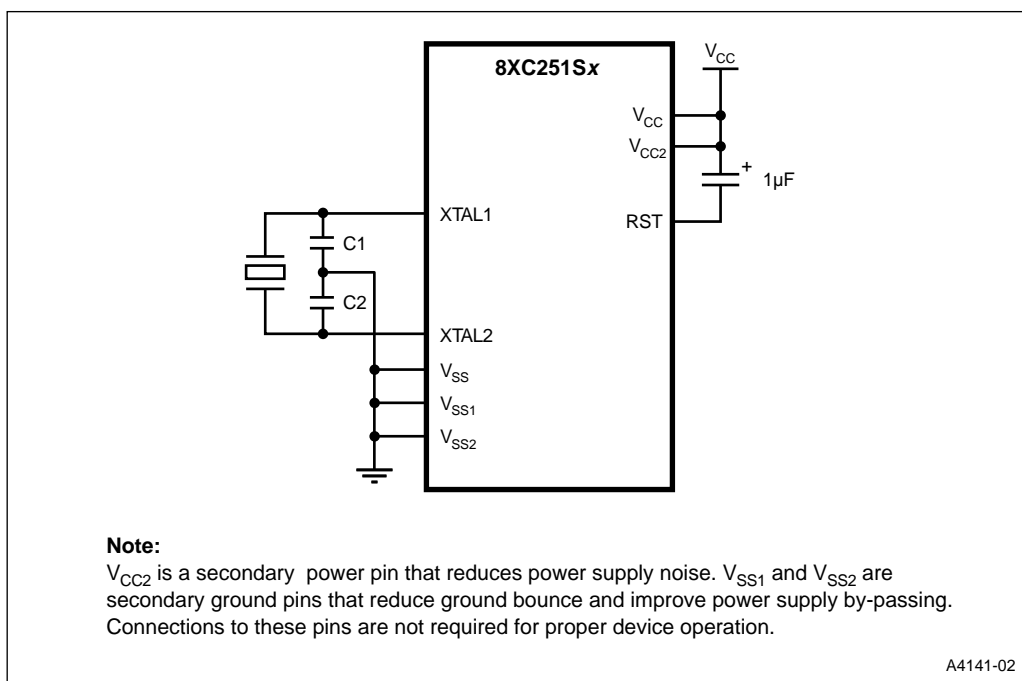 8XC251Sx
VCC
VCC
VCC2
+
1µF
XTAL1
RST
C1
C2
XTAL2
VSS
VSS1
VSS2
Note:
VCC2 is a secondary power pin that reduces power supply noise. VSS1 and VSS2 are
secondary ground pins that reduce ground bounce and improve power supply by-passing.
Connections to these pins are not required for proper device operation.
A4141-02